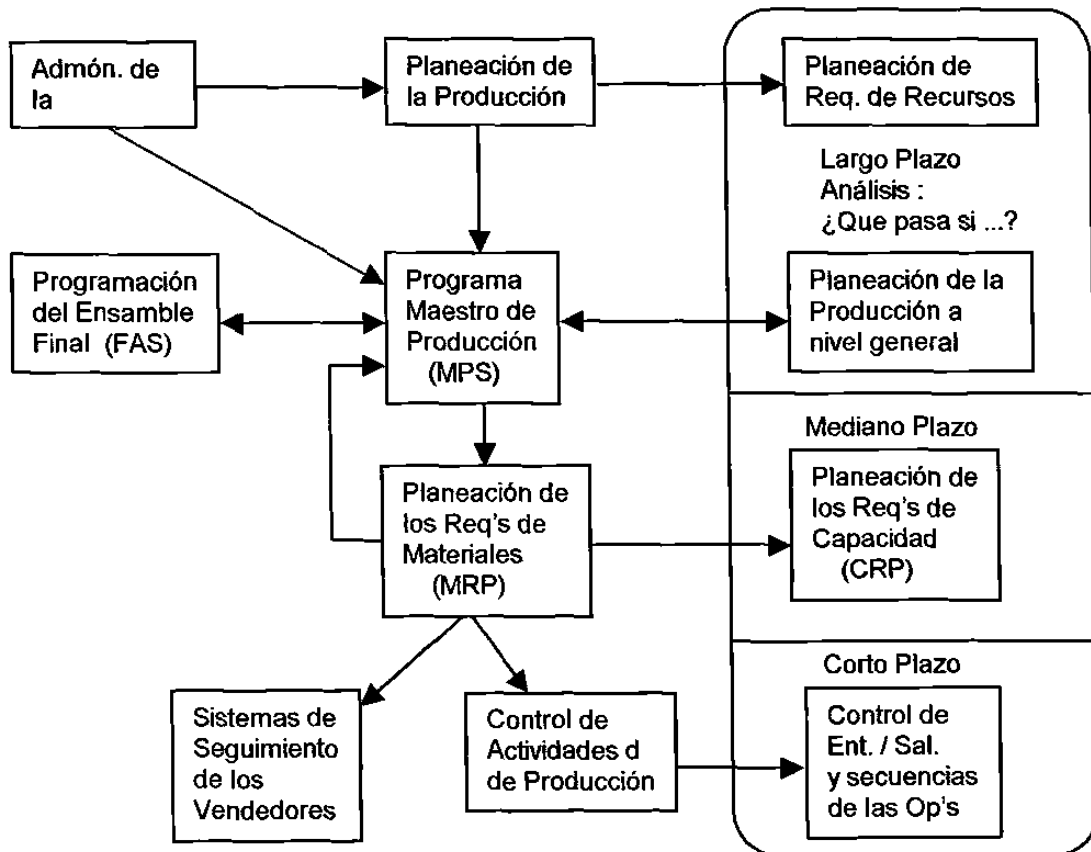 Admón. de
la
Planeación de
la Producción
Planeación de
Req. de Recursos
Largo Plazo
Análisis :
¿Que pasa si ...?
Programación
del Ensamble
Final (FAS)
Programa
Maestro de
Producción
(MPS)
Planeación de la
Producción a
nivel general
Mediano Plazo
Planeación de
los Req's de
Materiales
(MRP)
Planeación de
los Req's de
Capacidad
(CRP)
Corto Plazo
Sistemas de
Seguimiento
de los
Vendedores
Control de
Actividades d
de Producción
Control de
Ent. / Sal.
y secuencias
de las Op's